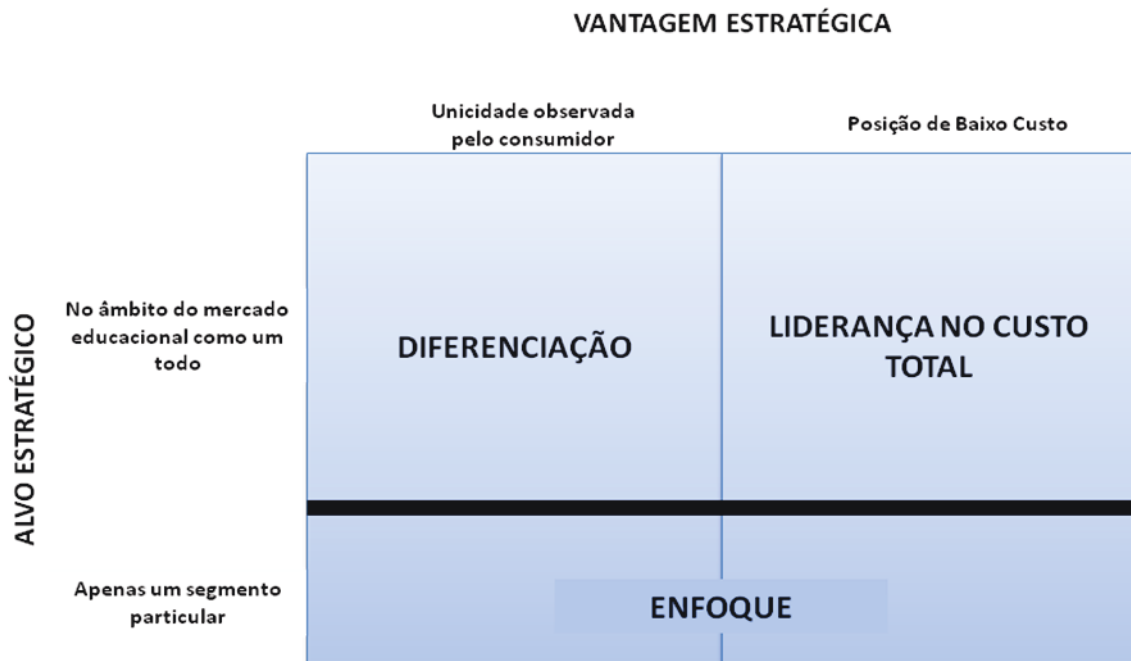 VANTAGEM ESTRATÉGICA
Unicidade observada
pelo consumidor
Posição de Baixo Custo
ALVO ESTRATÉGICO
No âmbito do mercado
educacional como um
todo
DIFERENCIAÇÃO
LIDERANÇA NO CUSTO
TOTAL
Apenas um segmento
particular
ENFOQUE